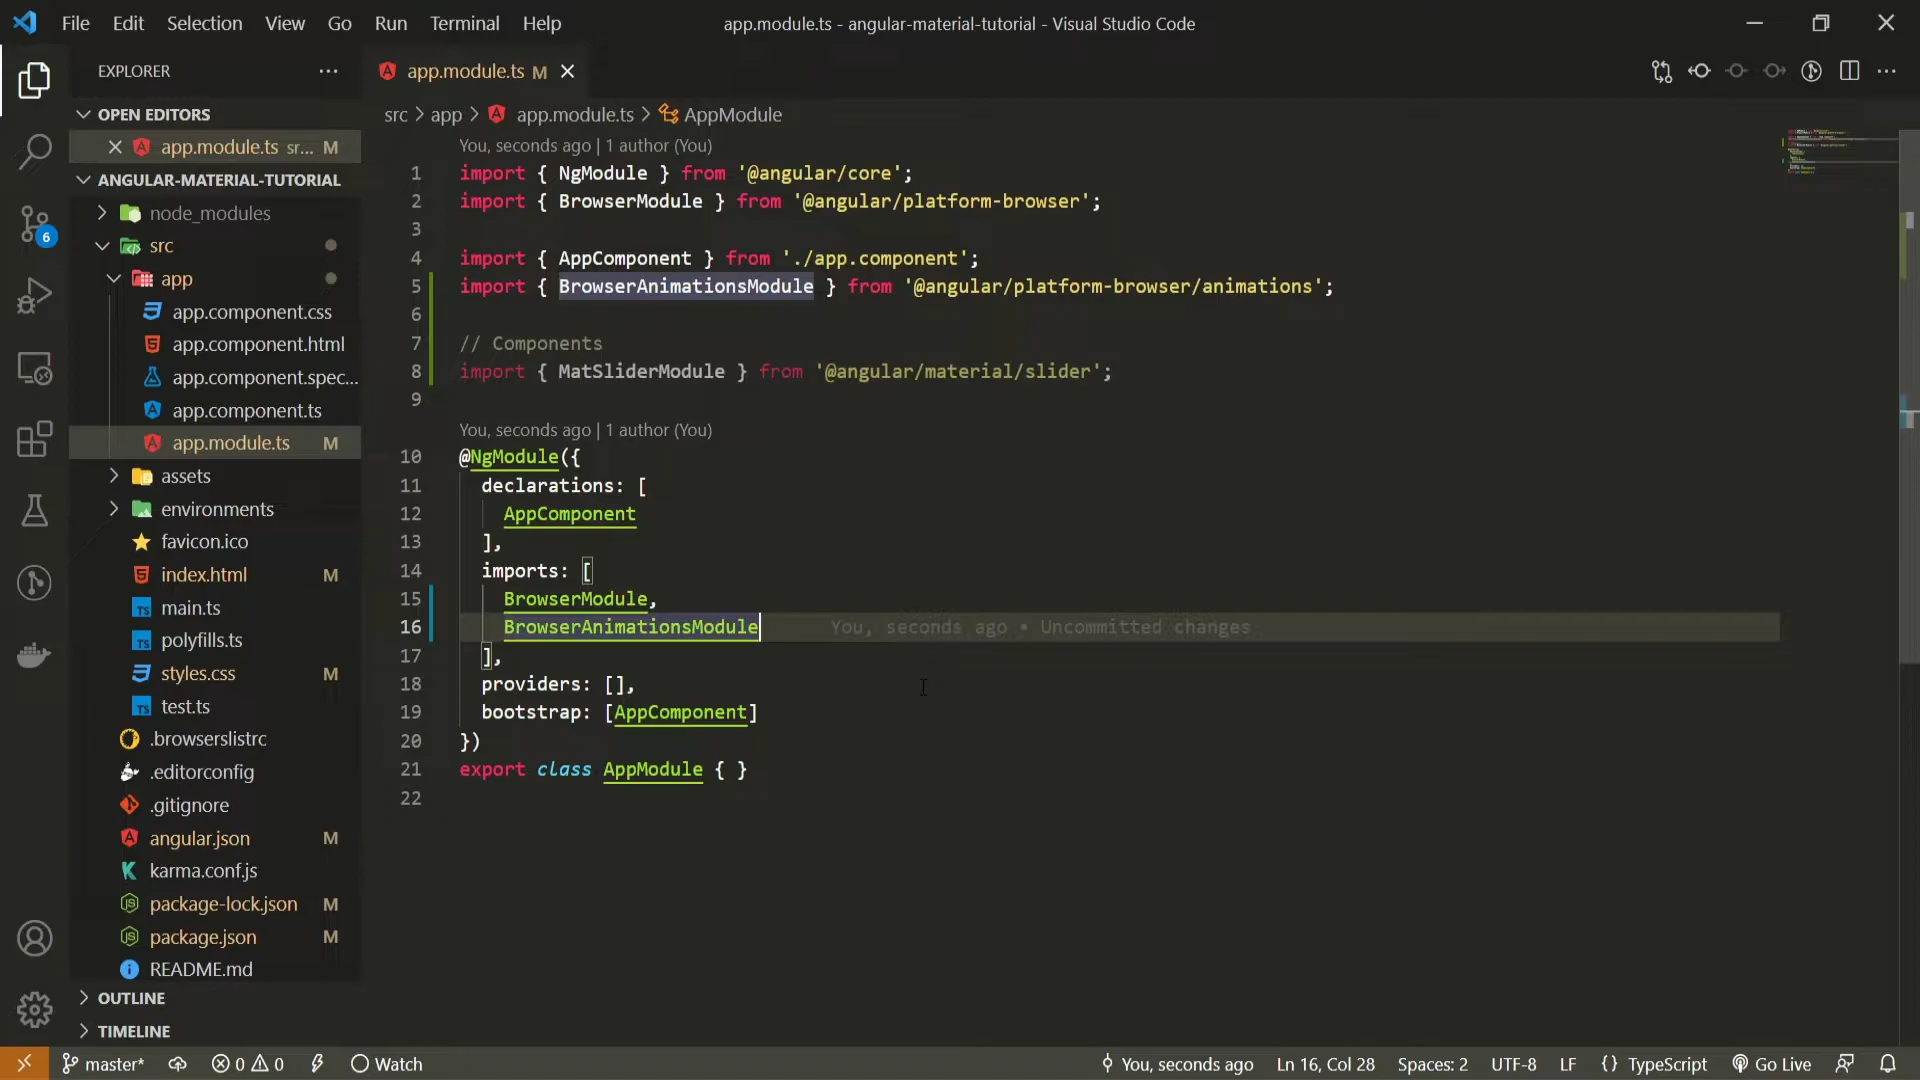 File Edit Selection View Go Run Terminal Help
app.module.ts - angular-material-tutorial - Visual Studio Code
EXPLORER
OPEN EDITORS
app.module.ts sr... M
ANGULAR-MATERIAL-TUTORIAL
node_modules
src
app
app.component.css
app.component.html
app.component.spec...
app.component.ts
app.module.ts M
assets
environments
favicon.ico
index.html M
main.ts
polyfills.ts
styles.css M
test.ts
.browserslistrc
.editorconfig
.gitignore
angular.json M
karma.conf.js
package-lock.json M
package.json M
README.md
OUTLINE
TIMELINE
6
app.module.ts M
src > app > app.module.ts > AppModule
You, seconds ago | 1 author (You)
1 import { NgModule } from '@angular/core';
2 import { BrowserModule } from '@angular/platform-browser';
3
4 import { AppComponent } from './app.component';
5 import { BrowserAnimationsModule } from '@angular/platform-browser/animations';
6
7 // Components
8 import { MatSliderModule } from '@angular/material/slider';
9
You, seconds ago | 1 author (You)
10 @NgModule({
11 declarations: [
12 AppComponent
13 ],
14 imports: [
15 BrowserModule,
16 BrowserAnimationsModule You, seconds ago • Uncommitted changes
17 ],
18 providers: [],
19 bootstrap: [AppComponent]
20 })
21 export class AppModule { }
22
master* 0 0 Watch You, seconds ago Ln 16, Col 28 Spaces: 2 UTF-8 LF {} TypeScript Go Live